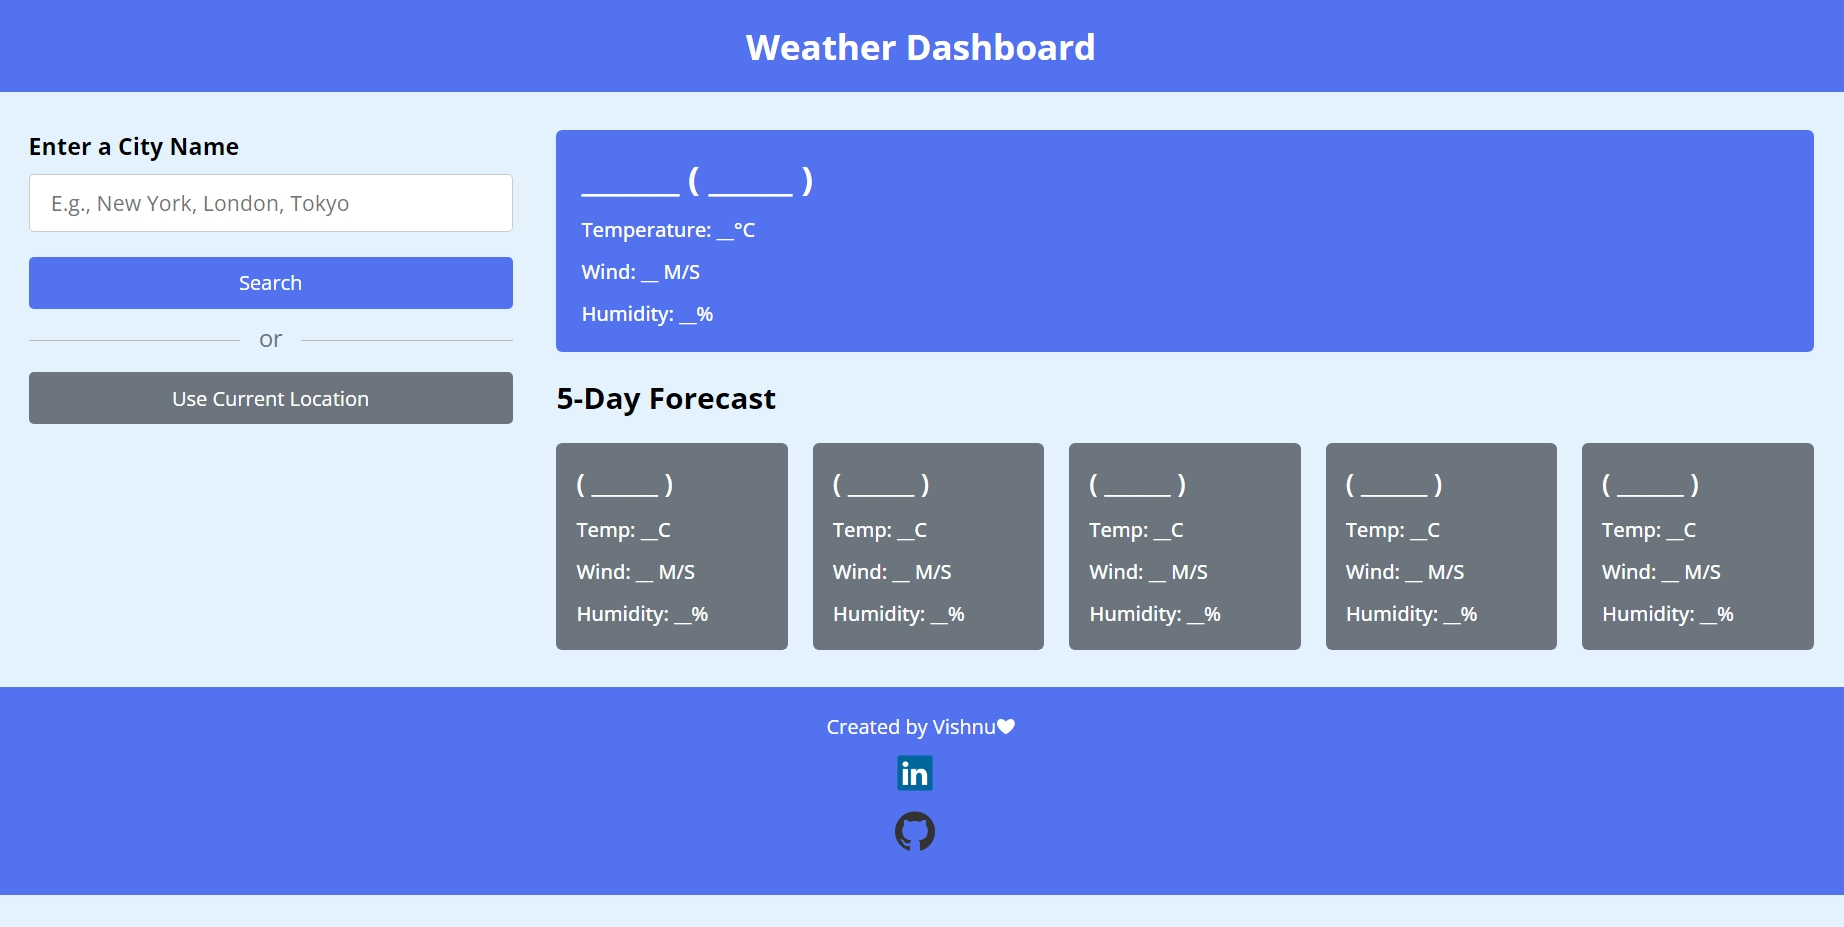 Weather Dashboard
Enter a City Name
E.g., New York, London, Tokyo
Search
or
Use Current Location
_______ ( ______ )
Temperature: __°C
Wind: __ M/S
Humidity: __%
5-Day Forecast
( ______ )
Temp: __C
Wind: __ M/S
Humidity: __%
( ______ )
Temp: __C
Wind: __ M/S
Humidity: __%
( ______ )
Temp: __C
Wind: __ M/S
Humidity: __%
( ______ )
Temp: __C
Wind: __ M/S
Humidity: __%
( ______ )
Temp: __C
Wind: __ M/S
Humidity: __%
Created by Vishnu🤍
in